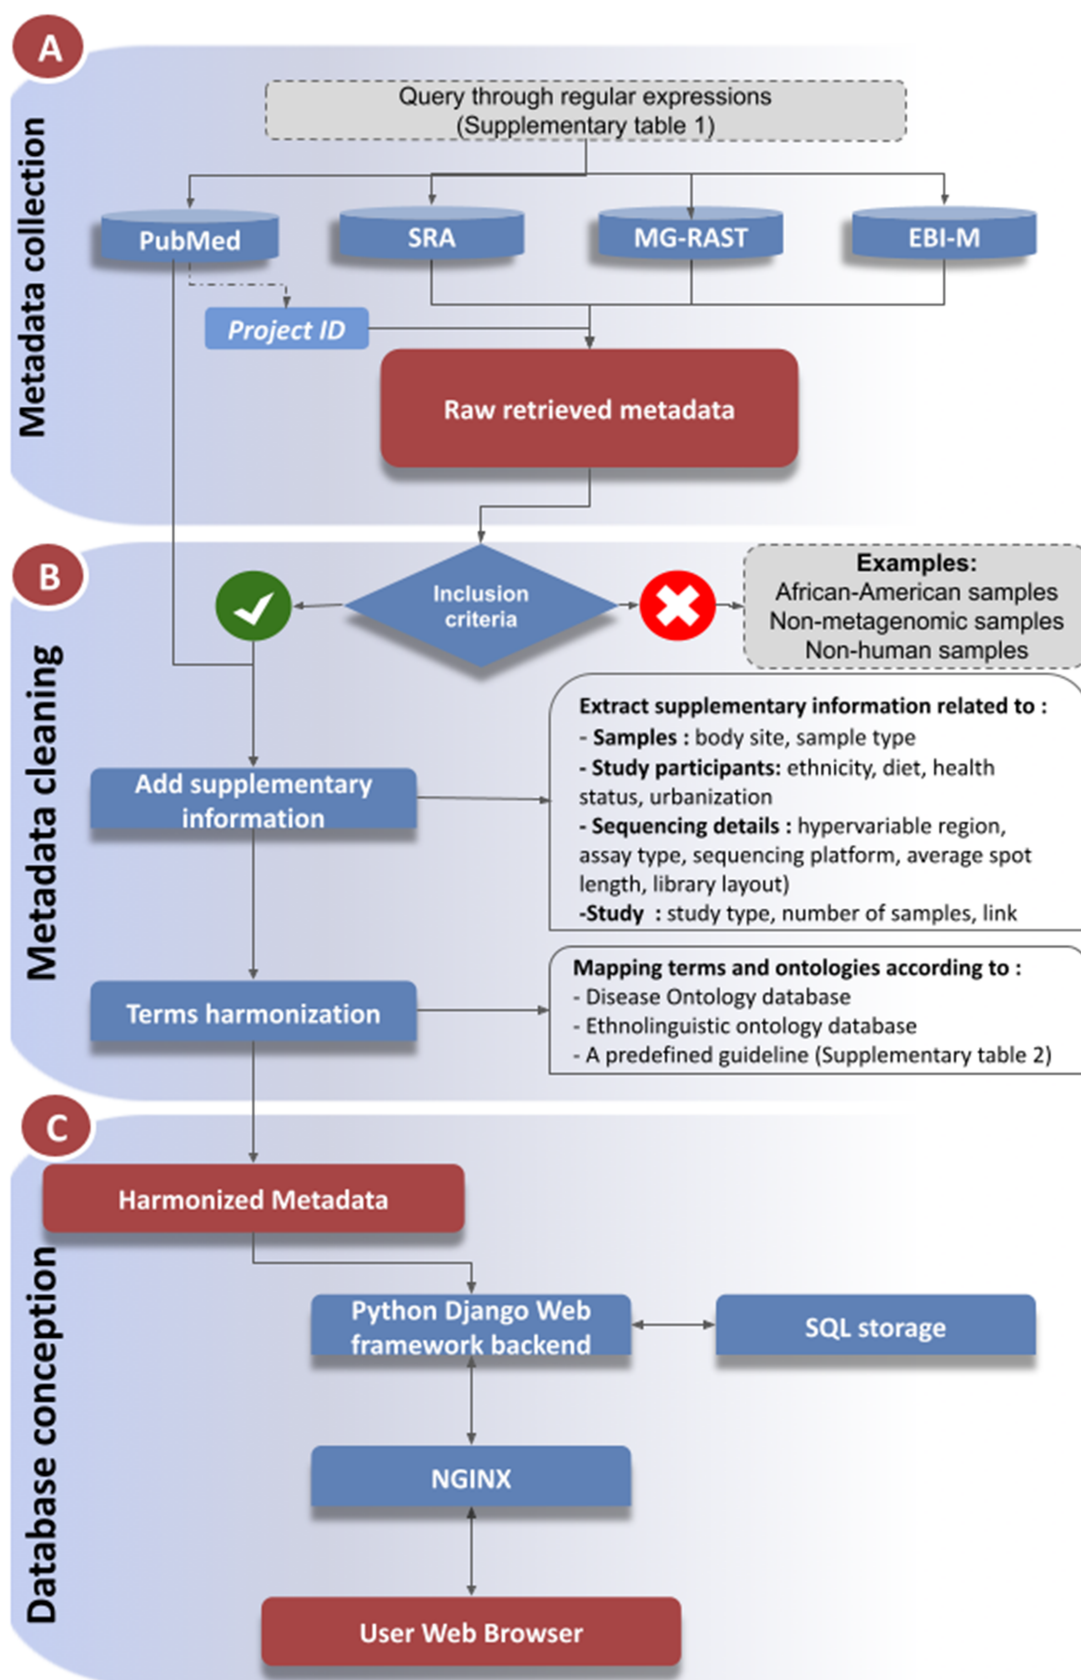 A
Metadata collection
Query through regular expressions
(Supplementary table 1)
PubMed
SRA
MG-RAST
EBI-M
Project ID
Raw retrieved metadata
B
Metadata cleaning
Inclusion
criteria
Examples:
African-American samples
Non-metagenomic samples
Non-human samples
Extract supplementary information related to :
- Samples : body site, sample type
- Study participants: ethnicity, diet, health
status, urbanization
- Sequencing details : hypervariable region,
assay type, sequencing platform, average spot
length, library layout)
-Study : study type, number of samples, link
Add supplementary
information
Mapping terms and ontologies according to :
- Disease Ontology database
- Ethnolinguistic ontology database
- A predefined guideline (Supplementary table 2)
Terms harmonization
C
Database conception
Harmonized Metadata
Python Django Web
framework backend
SQL storage
NGINX
User Web Browser